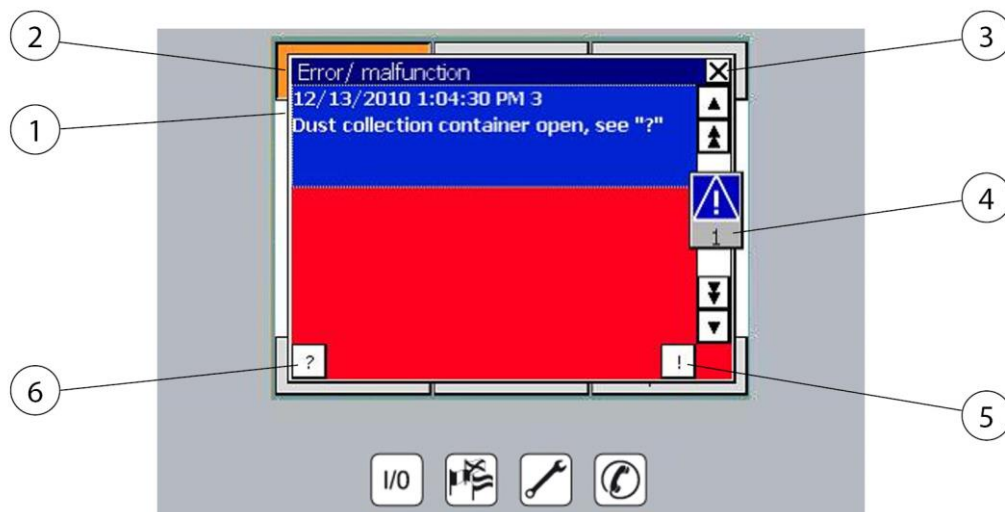 2
3
Error/ malfunction
12/13/2010 1:04:30 PM 3
1
Dust collection container open, see "?"
4
!
1
?
!
6
5
I/O